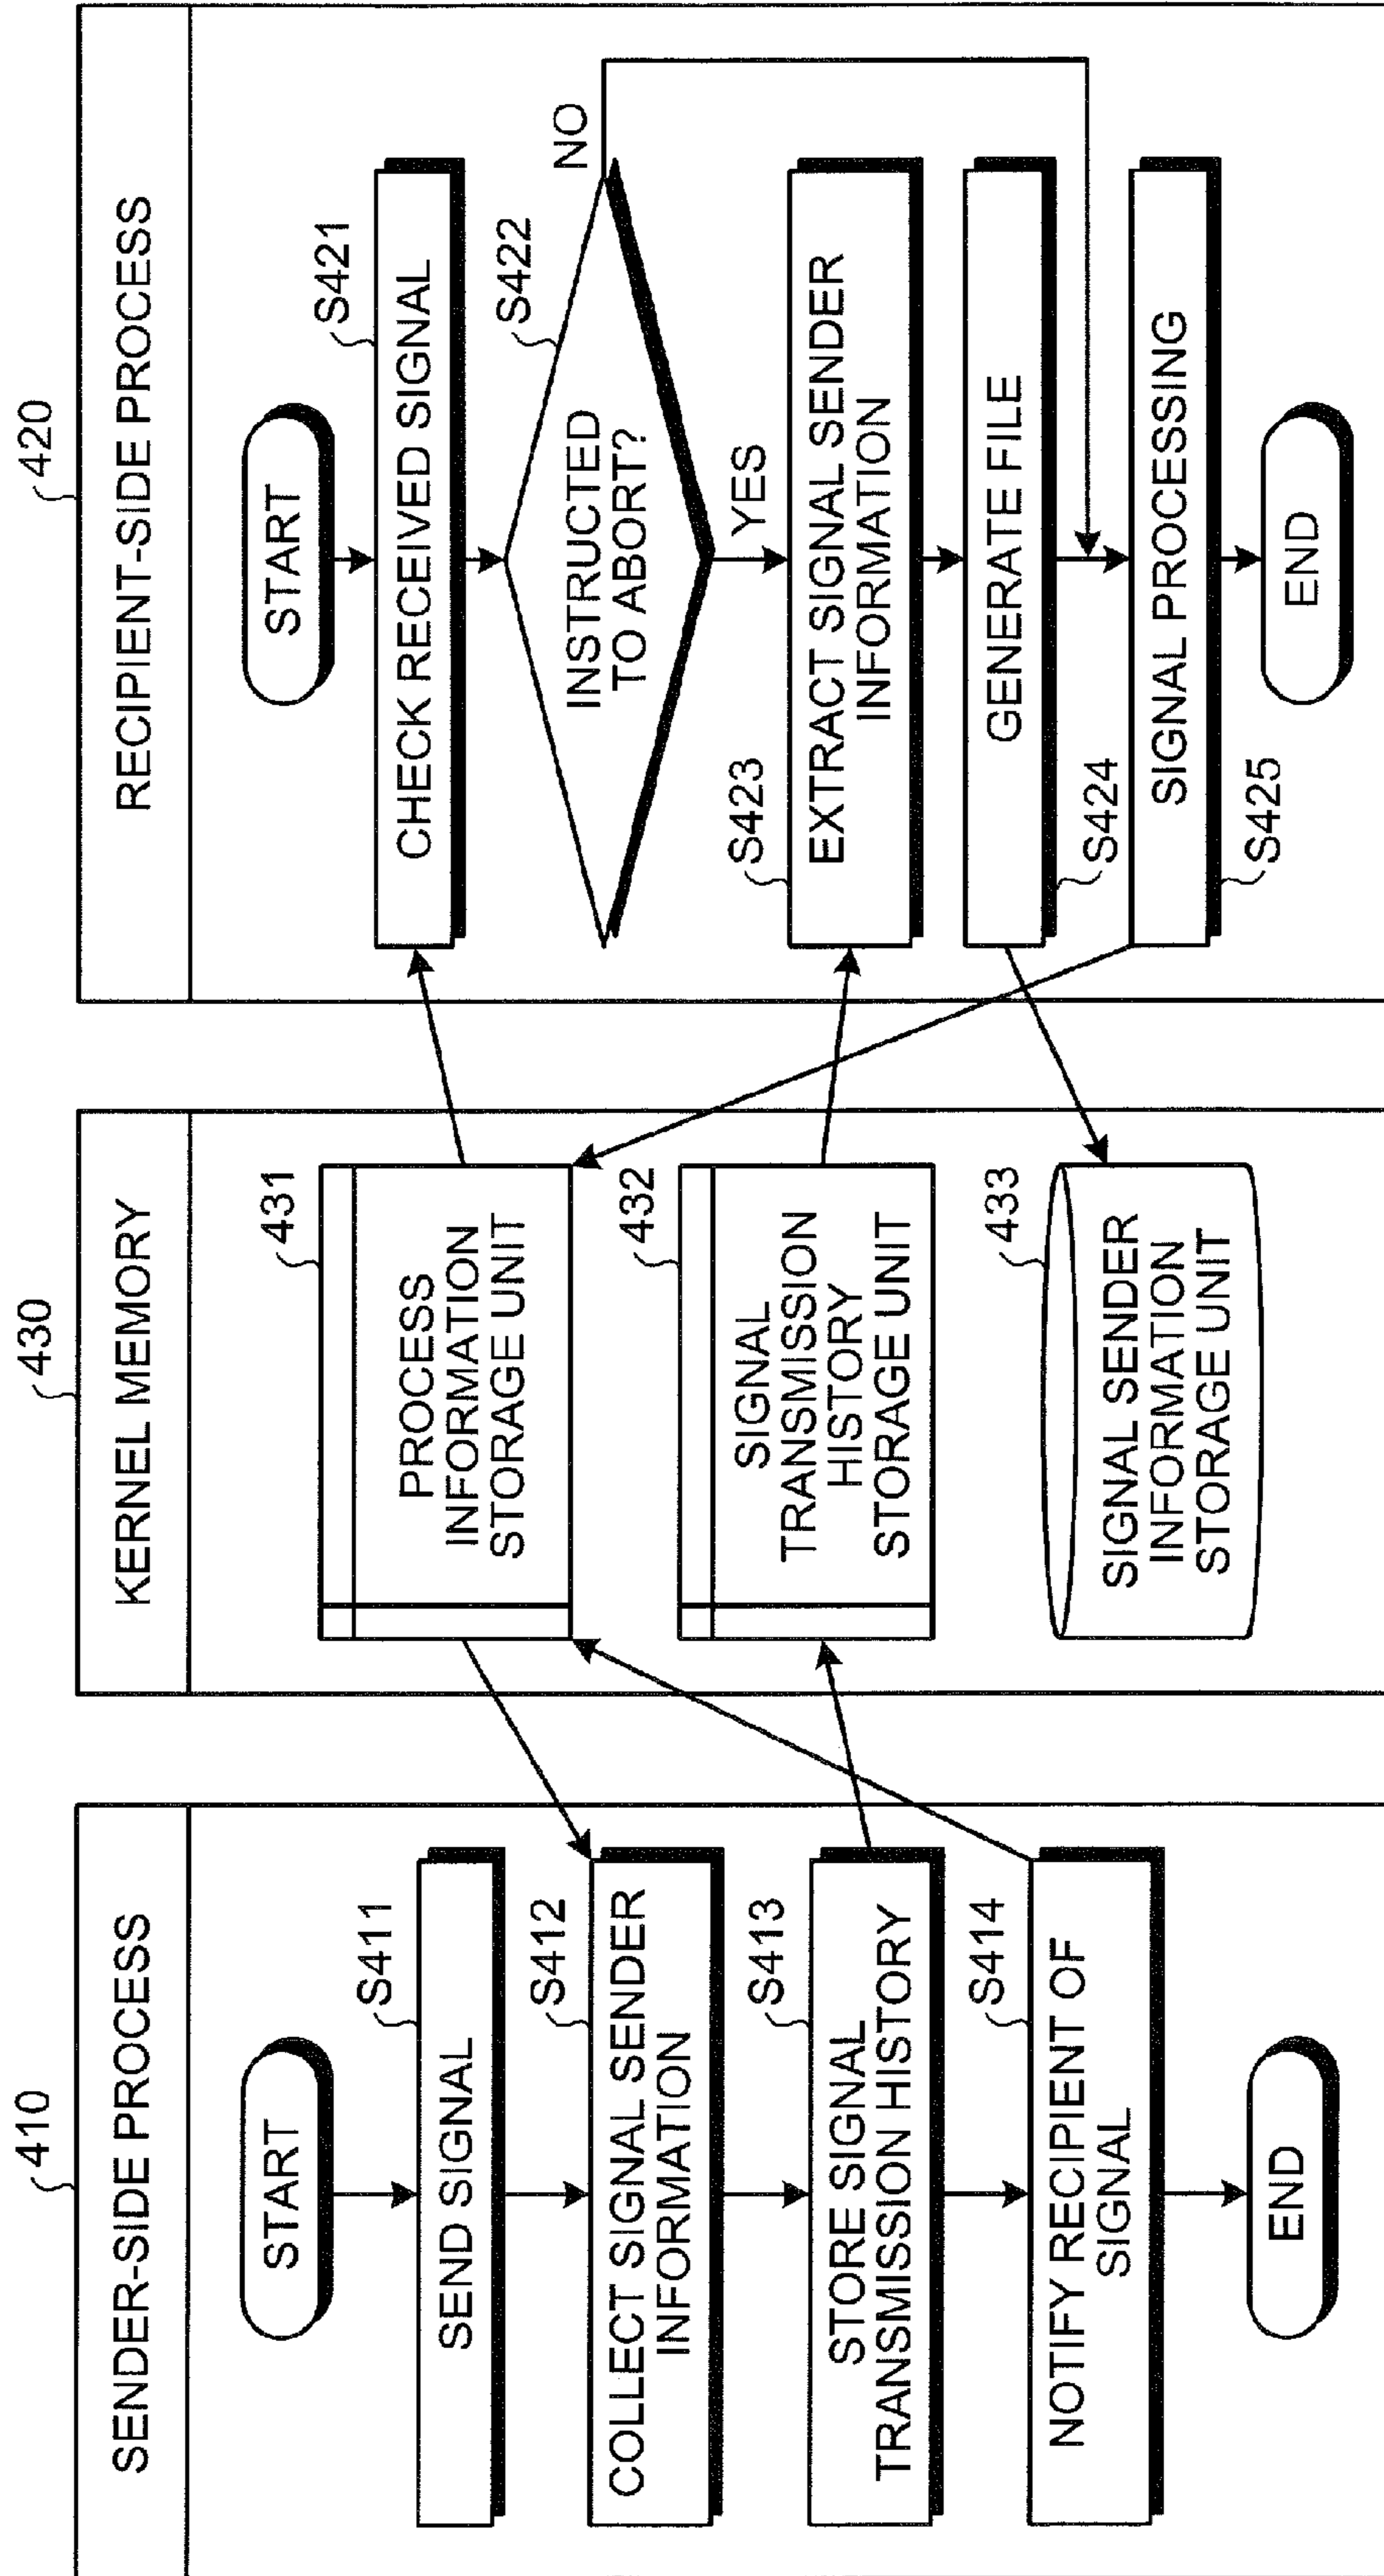 410
SENDER-SIDE PROCESS
START
S411
SEND SIGNAL
S412
COLLECT SIGNAL SENDER
INFORMATION
S413
STORE SIGNAL
TRANSMISSION HISTORY
S414
NOTIFY RECIPIENT OF
SIGNAL
END
430
KERNEL MEMORY
431
PROCESS
INFORMATION
STORAGE UNIT
432
SIGNAL
TRANSMISSION
HISTORY
STORAGE UNIT
433
SIGNAL SENDER
INFORMATION
STORAGE UNIT
420
RECIPIENT-SIDE PROCESS
START
S421
CHECK RECEIVED SIGNAL
S422
INSTRUCTED
TO ABORT?
NO
YES
S423
EXTRACT SIGNAL SENDER
INFORMATION
GENERATE FILE
S424
SIGNAL PROCESSING
S425
END